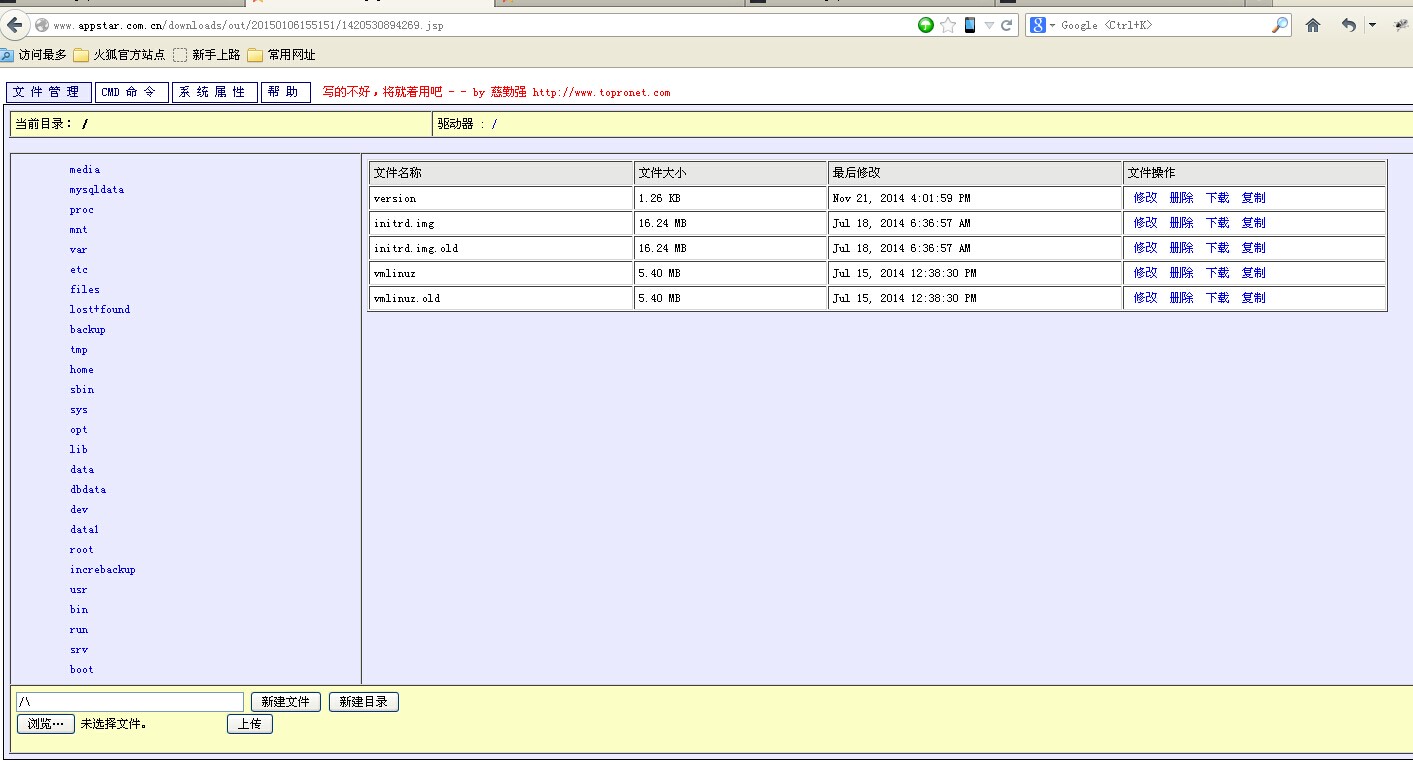 www.appstar.com.cn/downloads/out/20150106155151/1420530894269.jsp
Google <Ctrl+K>
访问最多 火狐官方站点 新手上路 常用网址
文件管理 CMD 命令 系统属性 帮助 写的不好，将就着用吧 - - by 慈勤强 http://www.topronet.com
当前目录： / 驱动器 : /
media
mysqldata
proc
mnt
var
etc
files
lost+found
backup
tmp
home
sbin
sys
opt
lib
data
dbdata
dev
data1
root
increbackup
usr
bin
run
srv
boot
文件名称 文件大小 最后修改 文件操作
version 1.26 KB Nov 21, 2014 4:01:59 PM 修改 删除 下载 复制
initrd.img 16.24 MB Jul 18, 2014 6:36:57 AM 修改 删除 下载 复制
initrd.img.old 16.24 MB Jul 18, 2014 6:36:57 AM 修改 删除 下载 复制
vmlinuz 5.40 MB Jul 15, 2014 12:38:30 PM 修改 删除 下载 复制
vmlinuz.old 5.40 MB Jul 15, 2014 12:38:30 PM 修改 删除 下载 复制
/\ 新建文件 新建目录
浏览… 未选择文件。 上传